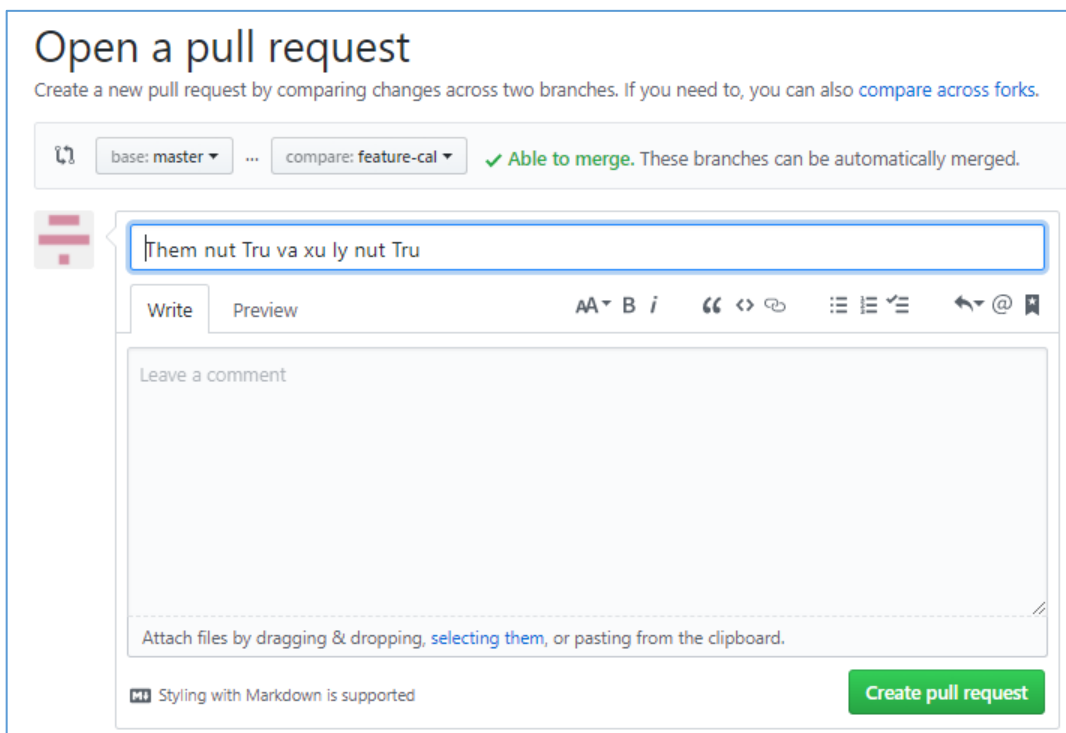 Open a pull request
Create a new pull request by comparing changes across two branches. If you need to, you can also compare across forks.
base: master ... compare: feature-cal Able to merge. These branches can be automatically merged.
Them nut Tru va xu ly nut Tru
Write Preview AA B i
Leave a comment
Attach files by dragging & dropping, selecting them, or pasting from the clipboard.
Styling with Markdown is supported
Create pull request